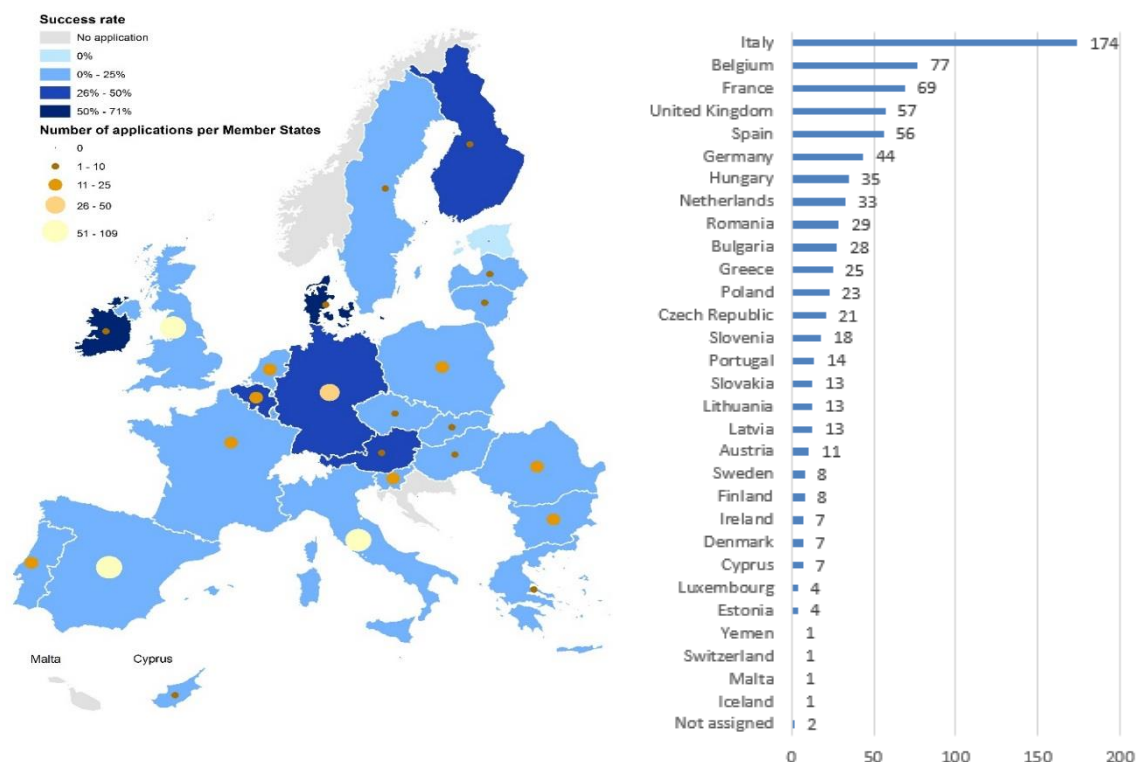 Success rate
No application
0%
0% - 25%
26% - 50%
50% - 71%
Number of applications per Member States
0
1 - 10
11 - 25
26 - 50
51 - 109
Malta
Cyprus
Italy 174
Belgium 77
France 69
United Kingdom 57
Spain 56
Germany 44
Hungary 35
Netherlands 33
Romania 29
Bulgaria 28
Greece 25
Poland 23
Czech Republic 21
Slovenia 18
Portugal 14
Slovakia 13
Lithuania 13
Latvia 13
Austria 11
Sweden 8
Finland 8
Ireland 7
Denmark 7
Cyprus 7
Luxembourg 4
Estonia 4
Yemen 1
Switzerland 1
Malta 1
Iceland 1
Not assigned 2
0 50 100 150 200